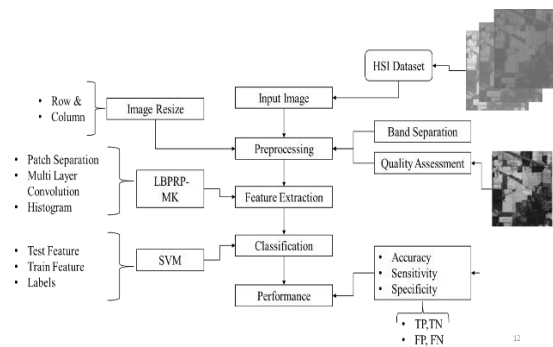 HSI Dataset
Row &
Column
Image Resize
Input Image
Band Separation
Preprocessing
Quality Assessment
Patch Separation
Multi Layer
Convolution
Histogram
LBPRP-
MK
Feature Extraction
Test Feature
Train Feature
Labels
SVM
Classification
Accuracy
Sensitivity
Specificity
Performance
TP,TN
FP, FN
12